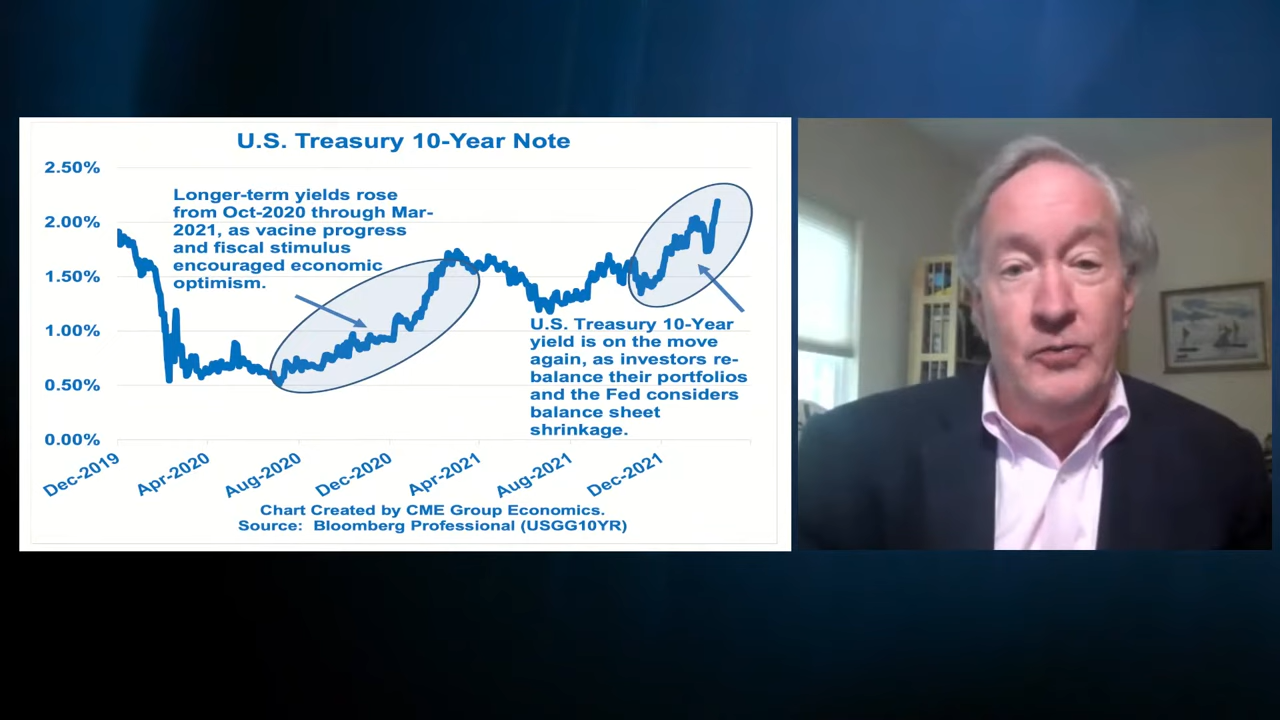 U.S. Treasury 10-Year Note
2.50%
2.00%
1.50%
1.00%
0.50%
0.00%
Longer-term yields rose
from Oct-2020 through Mar-
2021, as vacine progress
and fiscal stimulus
encouraged economic
optimism.
U.S. Treasury 10-Year
yield is on the move
again, as investors re-
balance their portfolios
and the Fed considers
balance sheet
shrinkage.
Dec-2019
Apr-2020
Aug-2020
Dec-2020
Apr-2021
Aug-2021
Dec-2021
Chart Created by CME Group Economics.
Source: Bloomberg Professional (USGG10YR)